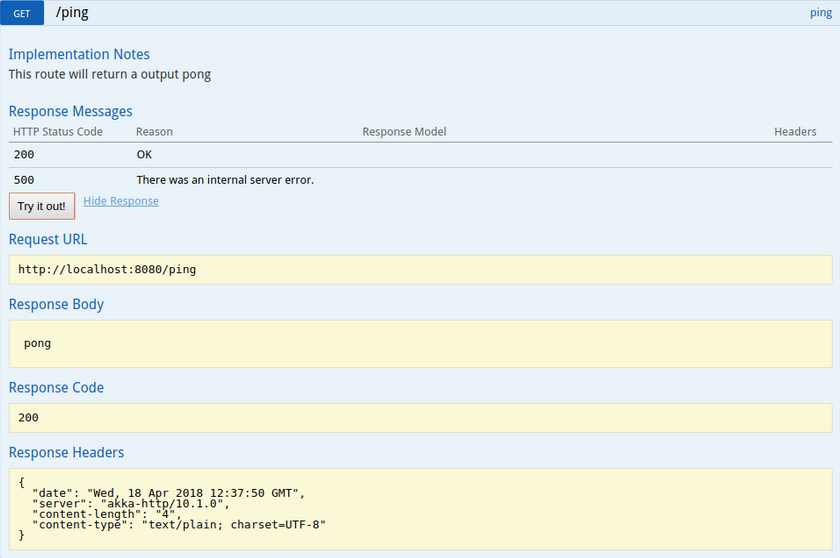 GET /ping ping
Implementation Notes
This route will return a output pong
Response Messages
HTTP Status Code Reason Response Model Headers
200 OK
500 There was an internal server error.
Try it out! Hide Response
Request URL
http://localhost:8080/ping
Response Body
pong
Response Code
200
Response Headers
{
  "date": "Wed, 18 Apr 2018 12:37:50 GMT",
  "server": "akka-http/10.1.0",
  "content-length": "4",
  "content-type": "text/plain; charset=UTF-8"
}